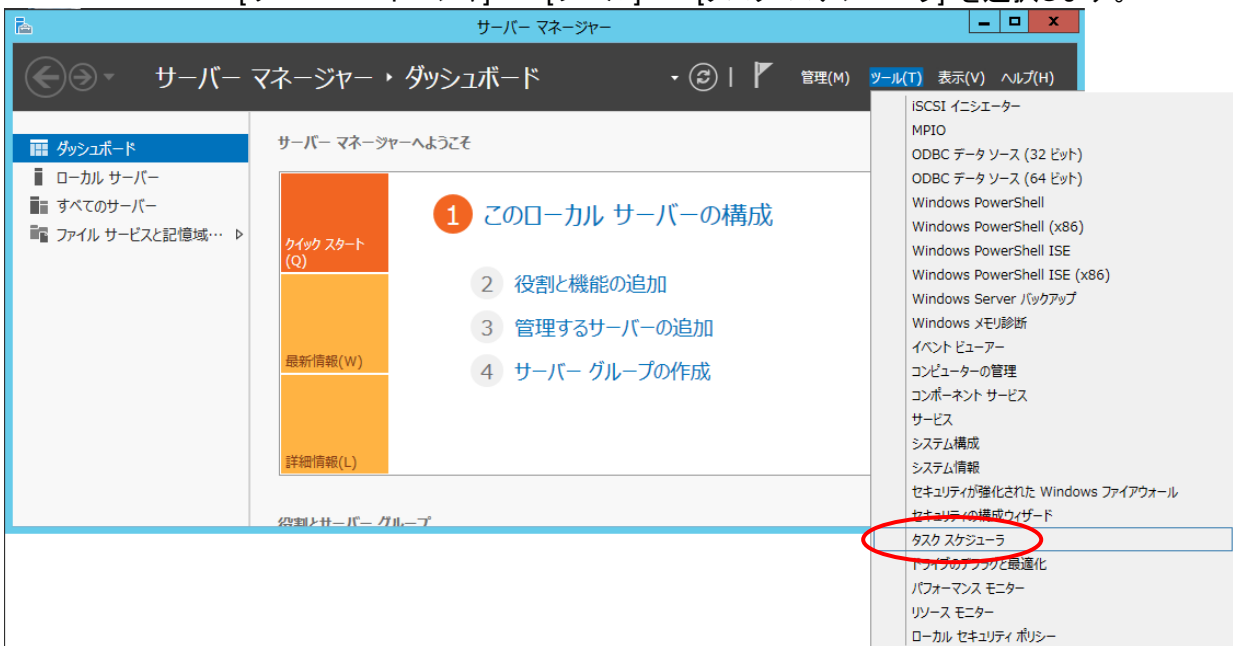 を選択します。
サーバー マネージャー
サーバー マネージャー ・ ダッシュボード
管理(M) ツール(T) 表示(V) ヘルプ(H)
ダッシュボード
ローカル サーバー
すべてのサーバー
ファイル サービスと記憶域…
サーバー マネージャーへようこそ
クイック スタート
(Q)
最新情報(W)
詳細情報(L)
1 このローカル サーバーの構成
2 役割と機能の追加
3 管理するサーバーの追加
4 サーバー グループの作成
役割とサーバー グループ
iSCSI イニシエーター
MPIO
ODBC データ ソース (32 ビット)
ODBC データ ソース (64 ビット)
Windows PowerShell
Windows PowerShell (x86)
Windows PowerShell ISE
Windows PowerShell ISE (x86)
Windows Server バックアップ
Windows メモリ診断
イベント ビューアー
コンピューターの管理
コンポーネント サービス
サービス
システム構成
システム情報
セキュリティが強化された Windows ファイアウォール
セキュリティの構成ウィザード
タスク スケジューラ
ドライブのデフラグと最適化
パフォーマンス モニター
リソース モニター
ローカル セキュリティ ポリシー